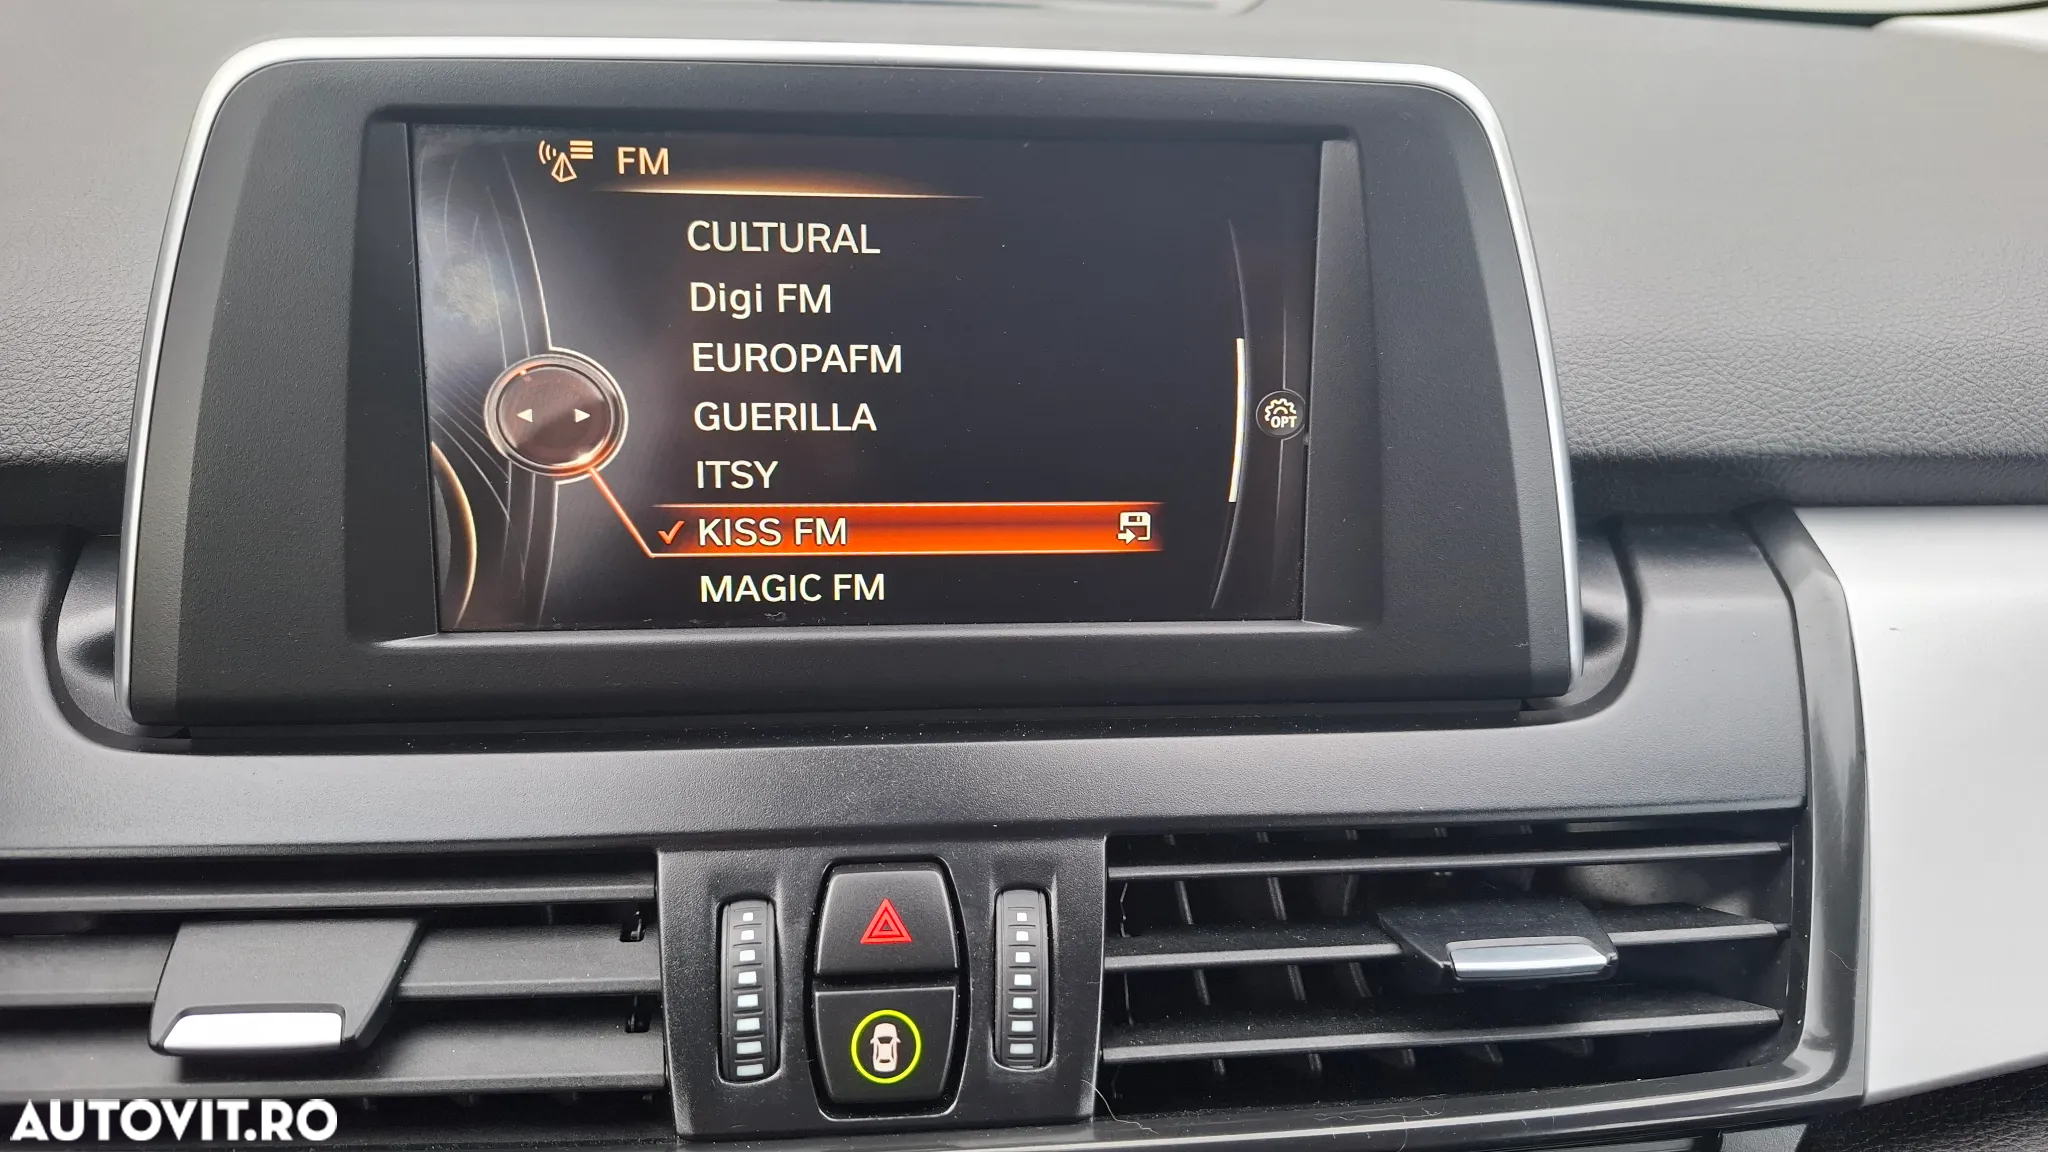 FM
CULTURAL
Digi FM
EUROPAFM
GUERILLA
OPT
ITSY
KISS FM
MAGIC FM
AUTOVIT.RO